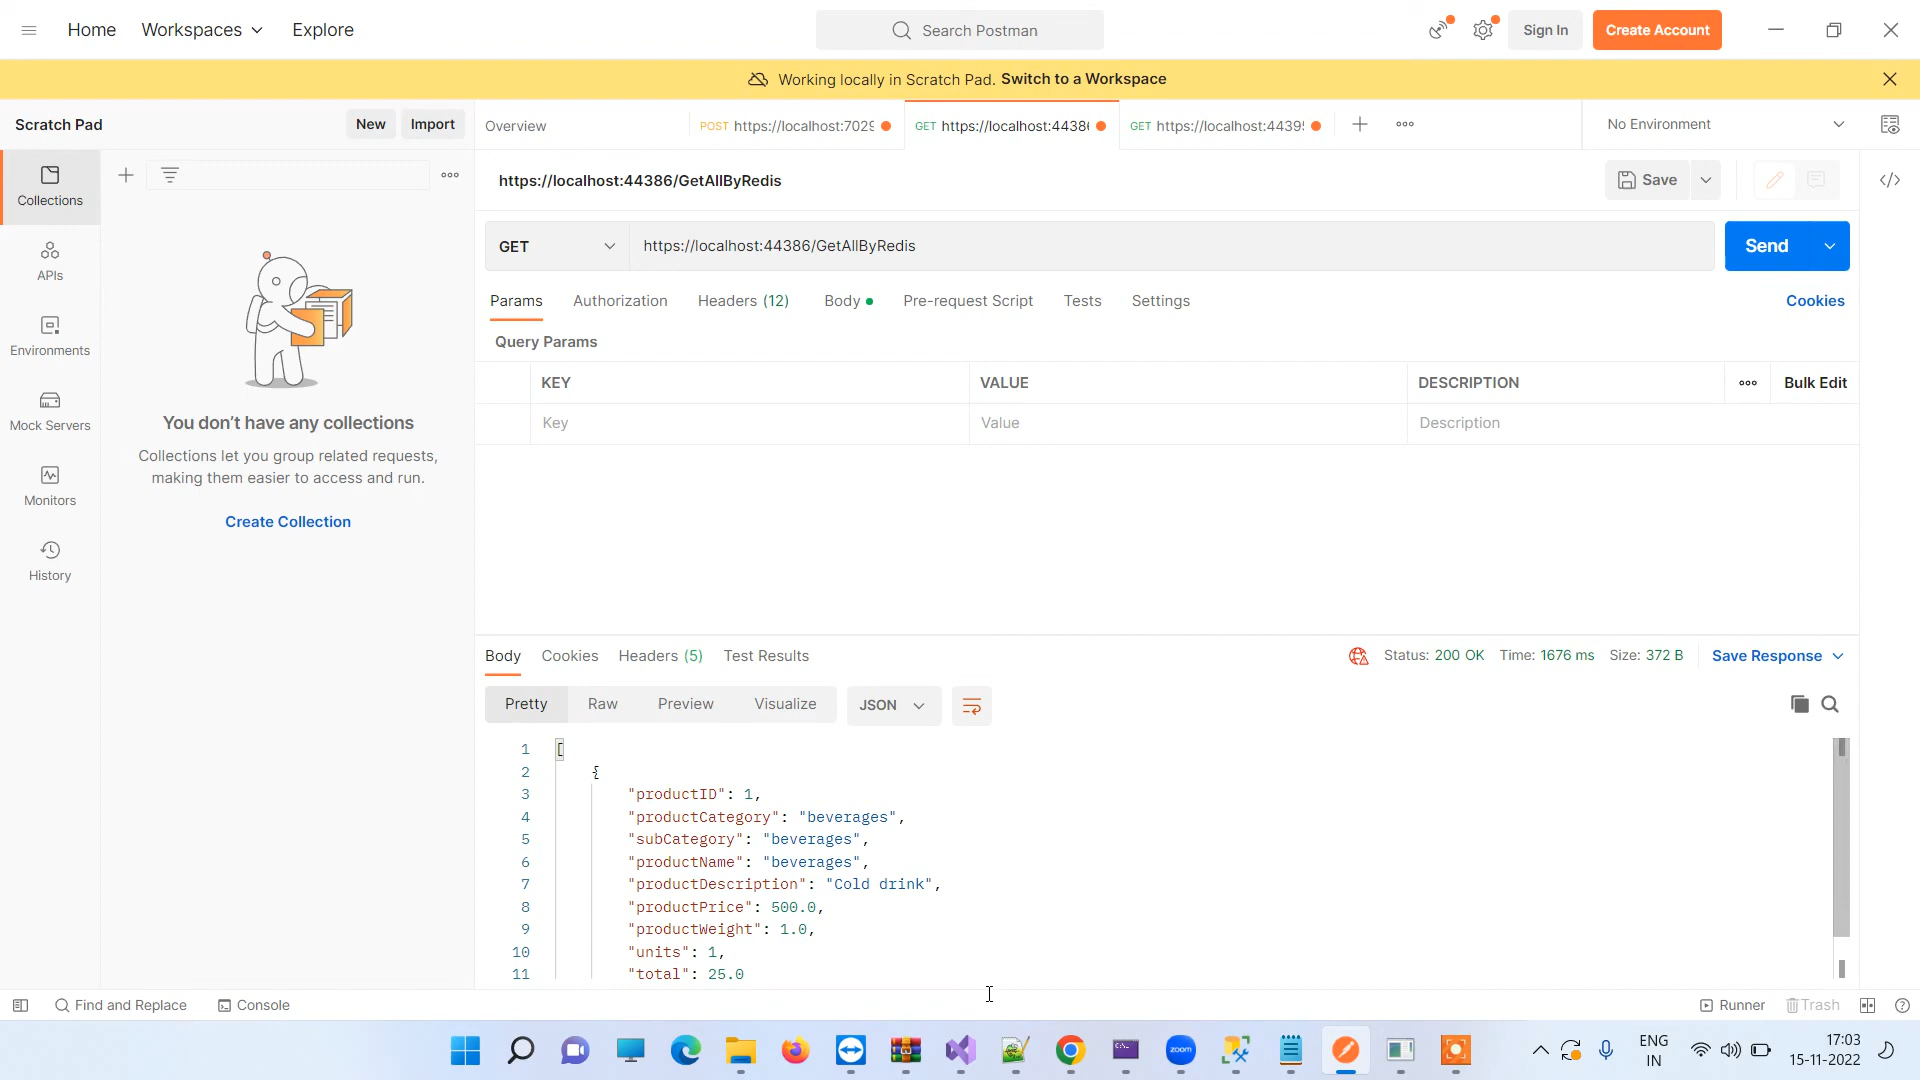 Home
Workspaces
Explore
Search Postman
Sign In
Create Account
Working locally in Scratch Pad. Switch to a Workspace
Scratch Pad
New
Import
Overview
POST https://localhost:7029
GET https://localhost:4438
GET https://localhost:4439
No Environment
Collections
APIs
Environments
Mock Servers
Monitors
History
You don't have any collections
Collections let you group related requests,
making them easier to access and run.
Create Collection
https://localhost:44386/GetAllByRedis
Save
GET
https://localhost:44386/GetAllByRedis
Send
Params
Authorization
Headers (12)
Body
Pre-request Script
Tests
Settings
Cookies
Query Params
KEY
VALUE
DESCRIPTION
Bulk Edit
Key
Value
Description
Body
Cookies
Headers (5)
Test Results
Status: 200 OK
Time: 1676 ms
Size: 372 B
Save Response
Pretty
Raw
Preview
Visualize
JSON
1 [
2 {
3 "productID": 1,
4 "productCategory": "beverages",
5 "subCategory": "beverages",
6 "productName": "beverages",
7 "productDescription": "Cold drink",
8 "productPrice": 500.0,
9 "productWeight": 1.0,
10 "units": 1,
11 "total": 25.0
Find and Replace
Console
Runner
Trash
zoom
ENG
IN
17:03
15-11-2022